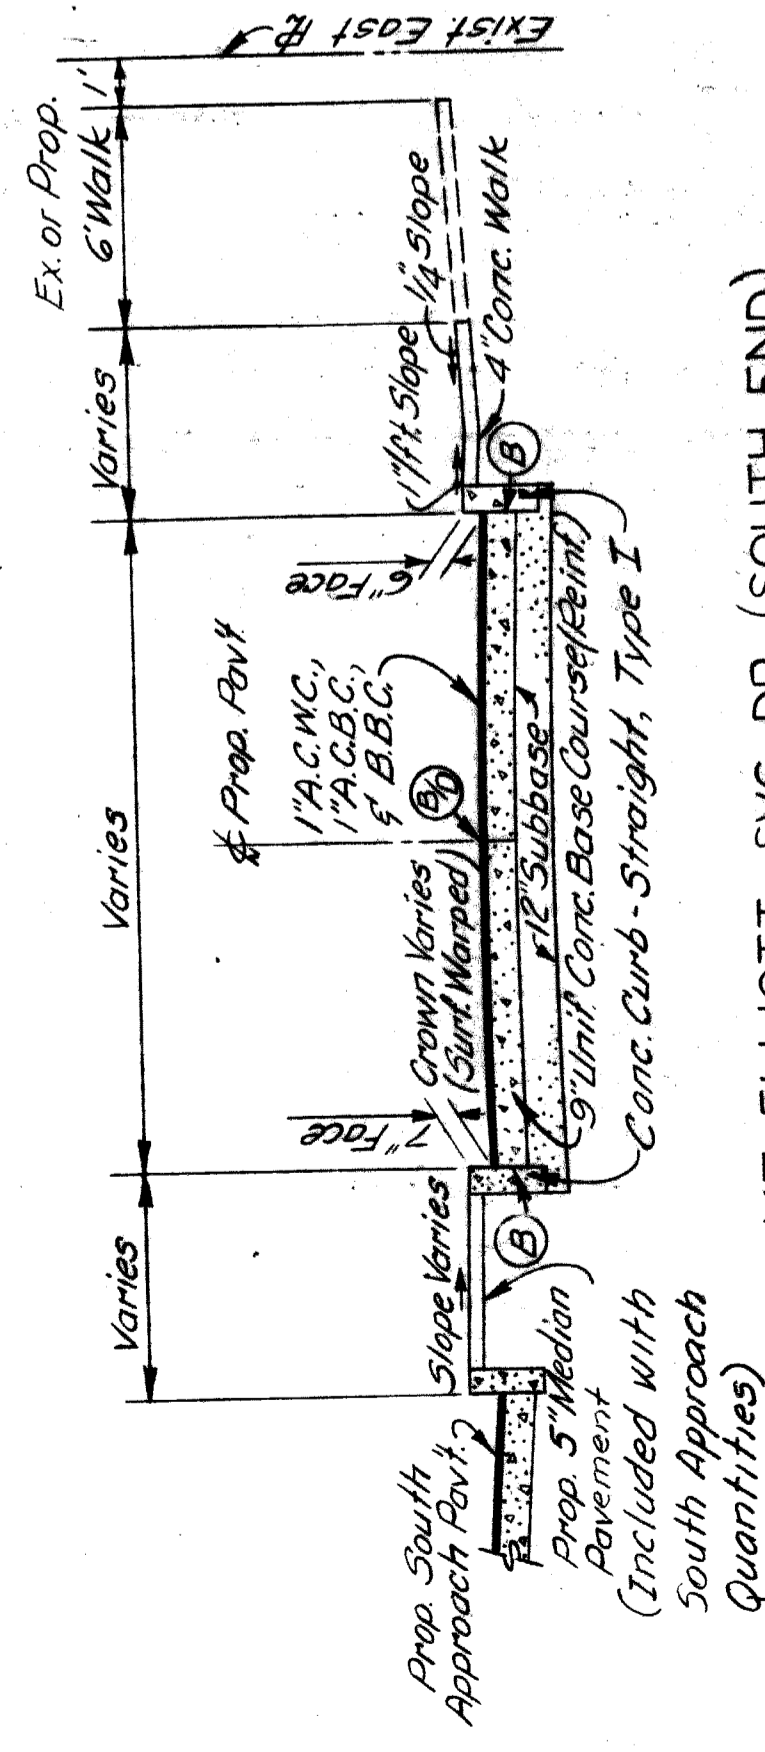 Varies
Varies
Varies
Ex. or Prop.
6' Walk
1'
Exist. East ⅊
Prop. South
Approach Pav't.
Slope Varies
7" Face
Crown Varies
(Surf. Warped)
℄ Prop. Pav't.
1" A.C.W.C.,
1" A.C.B.C.,
& B.B.C.
6" Face
1"/ft. Slope
1/4" Slope
4" Conc. Walk
B
B/D
B
12" Subbase
9" Unif. Conc. Base Course (Reinf.)
Conc. Curb - Straight, Type I
Prop. 5" Median
Pavement
(Included with
South Approach
Quantities)
(SOUTH END)